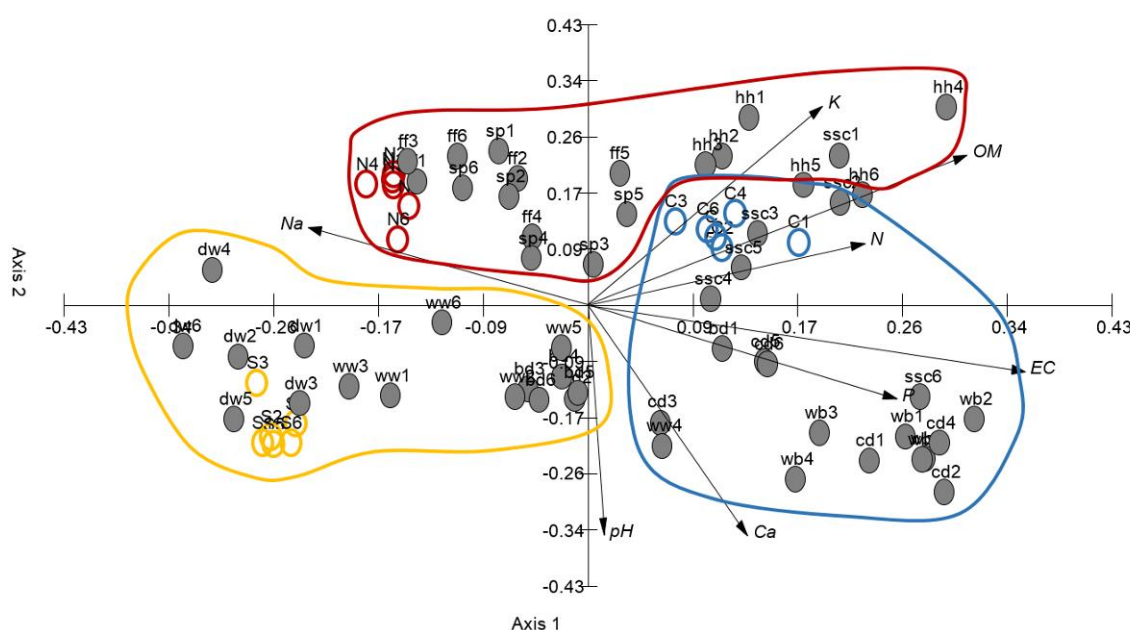 0.43
0.34
hh4
hh1
K
0.26
ff3 ff6 sp1 hh2 ssc1 OM
N4 sp6 ff2 ff5 hh3
sp2 hh5 hh6
0.17
C4
sp5 C3 C6 ssc3 C1
Na N6 ff4 N
sp4 sp3 0.09 ssc5
dw4 ssc4
ww6
-0.43 -0.26 -0.17 -0.09 0.09 0.17 0.26 0.34 0.43
dw1 ww5 bd1
dw2 -0.09
S3 ww3 EC
dw3 ww1 bd6 P ssc6
dw5 -0.17 cd3 wb3 wb1 wb2
S2 S6 ww4 cd4
cd1
wb4 cd2
-0.26
-0.34
pH Ca
-0.43
Axis 2
Axis 1